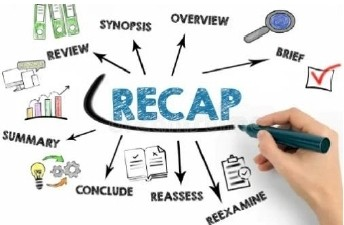 SYNOPSIS
OVERVIEW
REVIEW
BRIEF
RECAP
SUMMARY
CONCLUDE
REASSESS
REEXAMINE